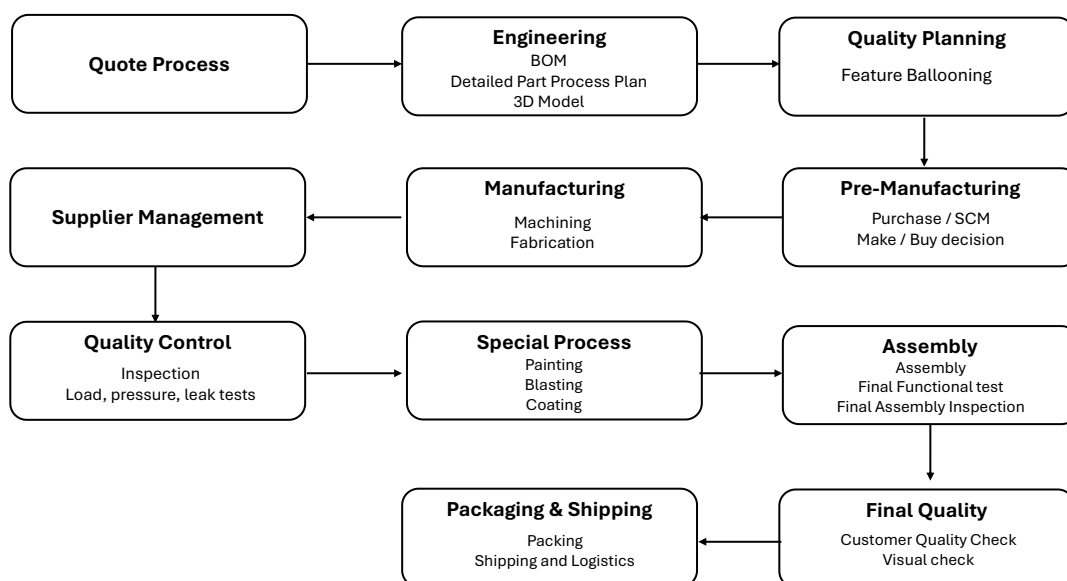 Quote Process
Engineering
BOM
Detailed Part Process Plan
3D Model
Quality Planning
Feature Ballooning
Pre-Manufacturing
Purchase / SCM
Make / Buy decision
Manufacturing
Machining
Fabrication
Supplier Management
Quality Control
Inspection
Load, pressure, leak tests
Special Process
Painting
Blasting
Coating
Assembly
Assembly
Final Functional test
Final Assembly Inspection
Final Quality
Customer Quality Check
Visual check
Packaging & Shipping
Packing
Shipping and Logistics